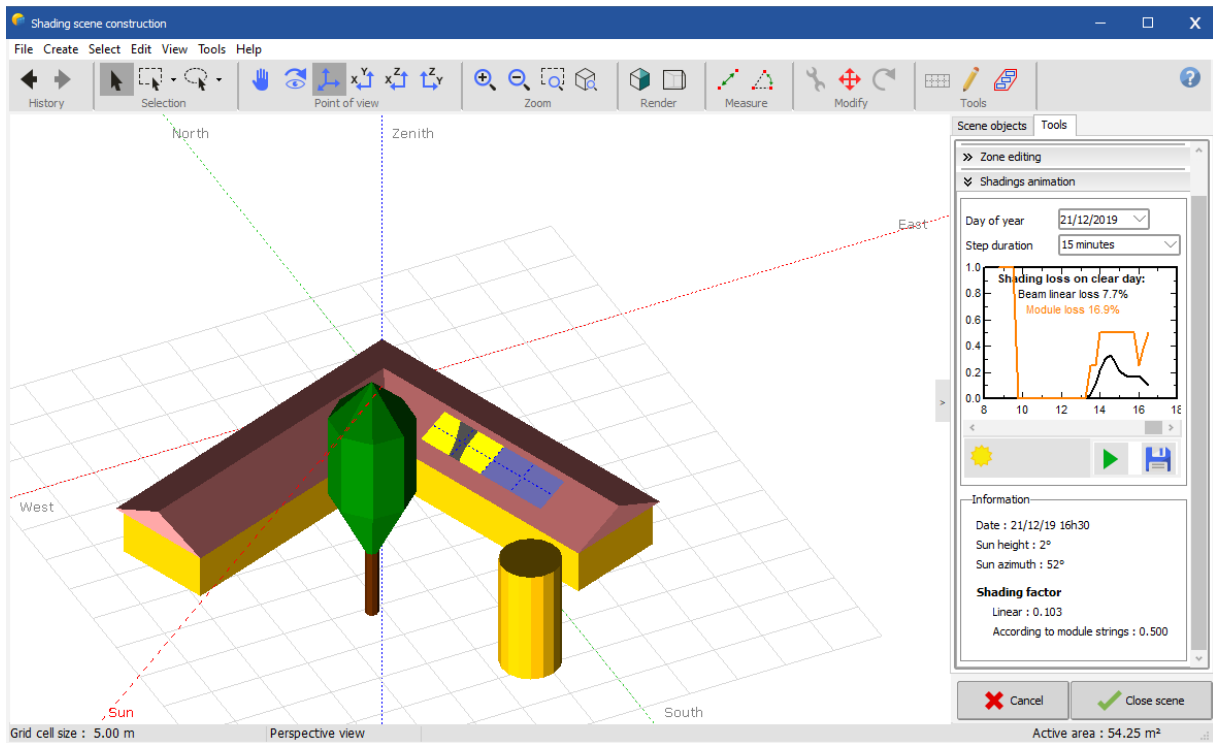 Shading scene construction
File Create Select Edit View Tools Help
History Selection Point of view Zoom Render Measure Modify Tools
Scene objects Tools
North Zenith
East
West
Sun
South
Zone editing
Shadings animation
Day of year 21/12/2019
Step duration 15 minutes
Shading loss on clear day:
Beam linear loss 7.7%
Module loss 16.9%
1.0
0.8
0.6
0.4
0.2
0.0
8 10 12 14 16 18
Information
Date : 21/12/19 16h30
Sun height : 2°
Sun azimuth : 52°
Shading factor
Linear : 0.103
According to module strings : 0.500
Cancel Close scene
Grid cell size : 5.00 m Perspective view Active area : 54.25 m²